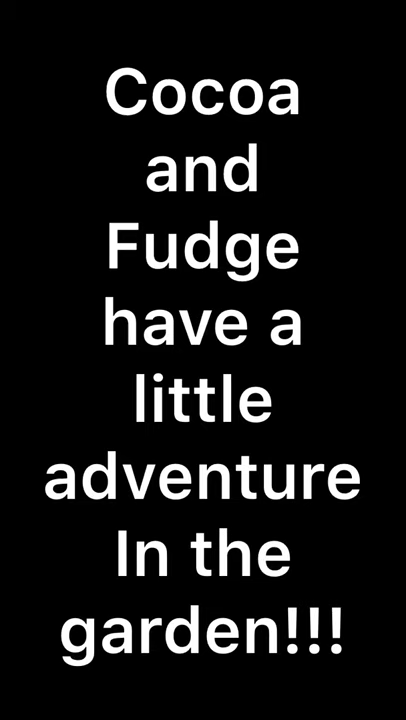 Cocoa
and
Fudge
have a
little
adventure
In the
garden!!!